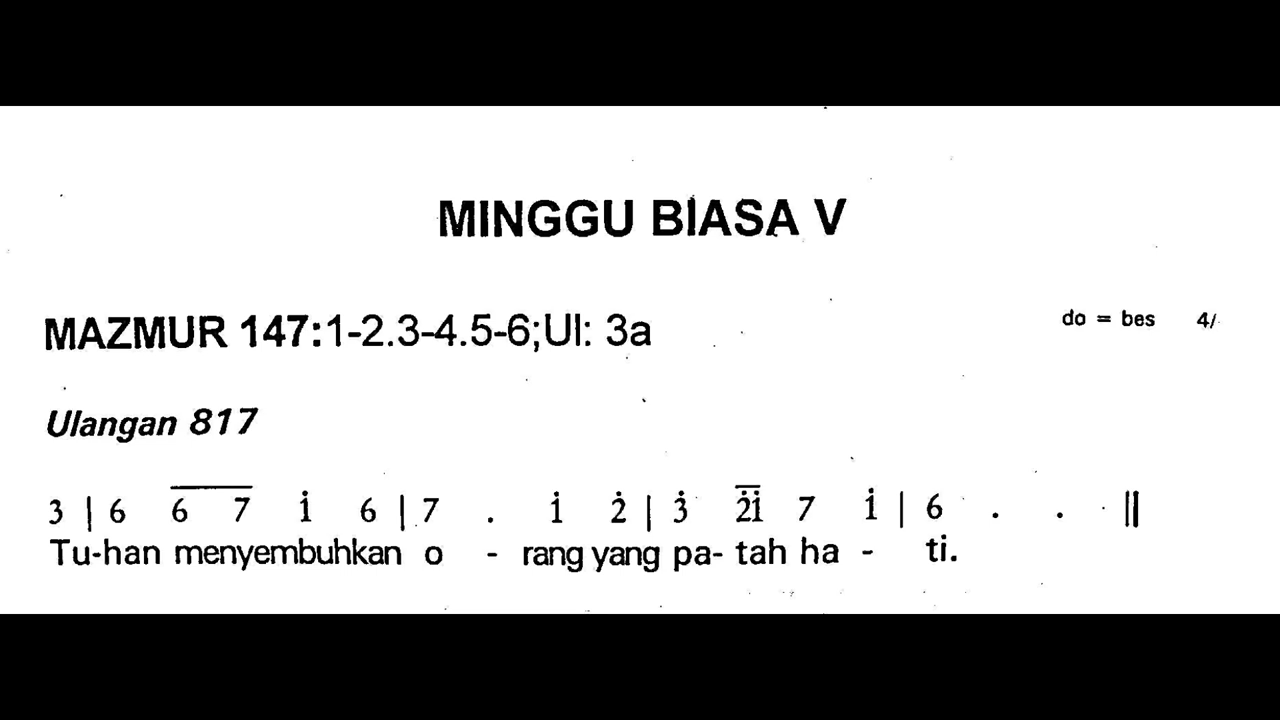 MINGGU BIASA V
MAZMUR 147:1-2.3-4.5-6;Ul: 3a
do = bes 4/
Ulangan 817
3 | 6 6 7 i 6 | 7 . i 2̇ | 3̇ 2̇i 7 i | 6 . . ||
Tu-han menyembuhkan o - rang yang pa- tah ha - ti.